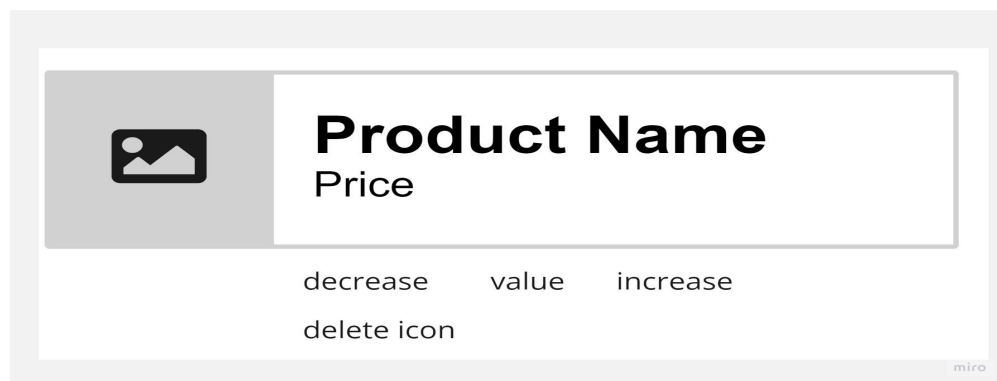 Product Name
Price
decrease value increase
delete icon
miro